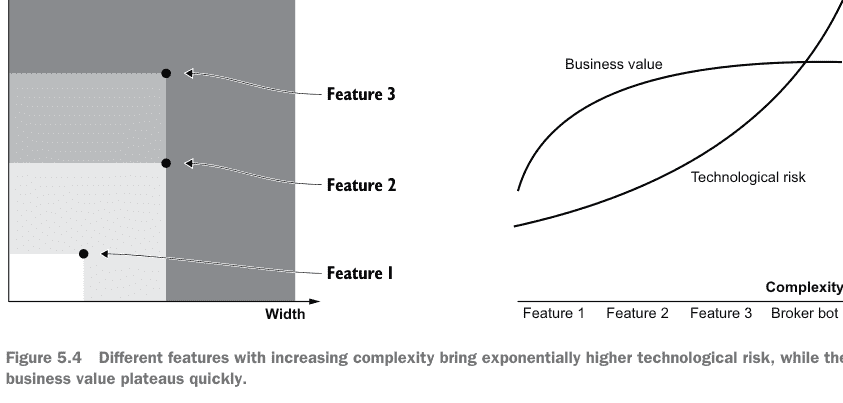 Feature 3
Feature 2
Feature 1
Width
Business value
Technological risk
Complexity
Feature 1 Feature 2 Feature 3 Broker bot
Figure 5.4 Different features with increasing complexity bring exponentially higher technological risk, while the
business value plateaus quickly.